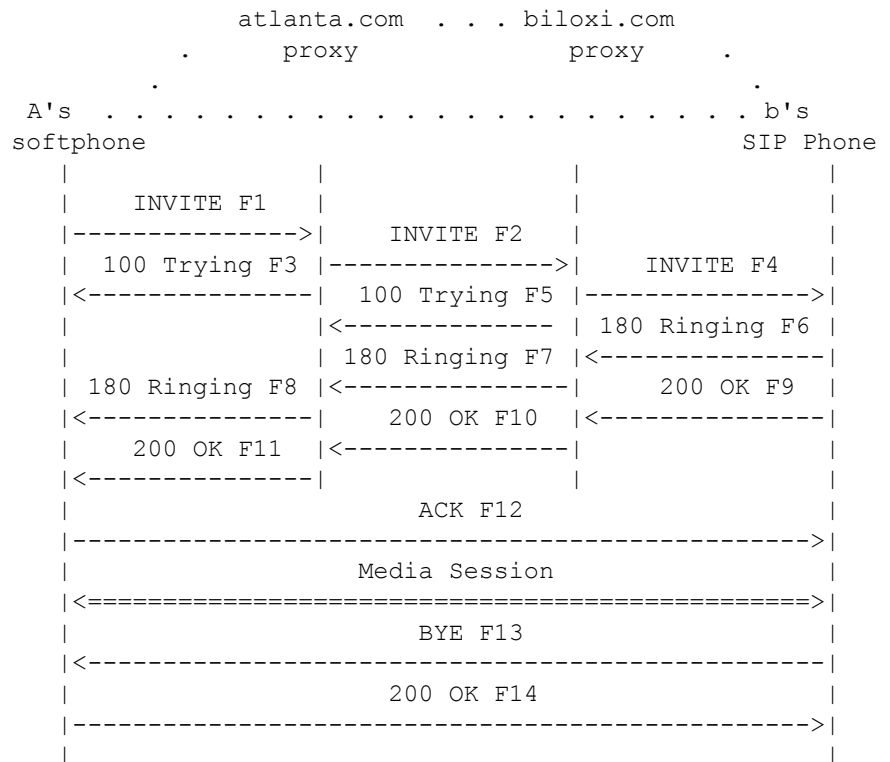 atlanta.com . . . biloxi.com
. proxy proxy .
. .
A's . . . . . . . . . . . . . . . . . . . . . . b's
softphone SIP Phone
| | | |
| INVITE F1 | | |
|--------------->| INVITE F2 | |
| 100 Trying F3 |--------------->| INVITE F4 |
|<---------------| 100 Trying F5 |--------------->|
| |<-------------- | 180 Ringing F6 |
| | 180 Ringing F7 |<---------------|
| 180 Ringing F8 |<---------------| 200 OK F9 |
|<---------------| 200 OK F10 |<---------------|
| 200 OK F11 |<---------------| |
|<---------------| | |
| ACK F12 |
|------------------------------------------------->|
| Media Session |
|<================================================>|
| BYE F13 |
|<-------------------------------------------------|
| 200 OK F14 |
|------------------------------------------------->|
| |